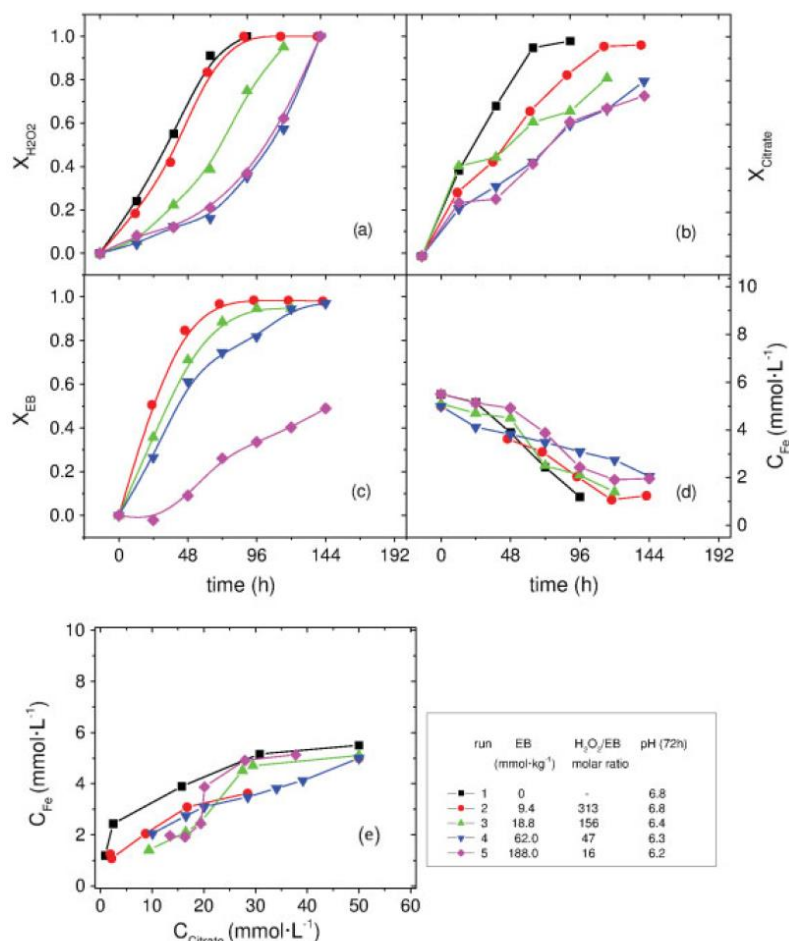 1.0
0.8
0.6
0.4
0.2
0.0
X_H2O2
(a)
(b)
X_Citrate
1.0
0.8
0.6
0.4
0.2
0.0
X_EB
(c)
(d)
10
8
6
4
2
0
C_Fe (mmol·L⁻¹)
0 48 96 144 192
0 48 96 144 192
time (h)
time (h)
10
8
6
4
2
0
C_Fe (mmol·L⁻¹)
(e)
0 10 20 30 40 50 60
C_Citrate (mmol·L⁻¹)
run EB H₂O₂/EB pH (72h)
(mmol·kg⁻¹) molar ratio
1 0 - 6.8
2 9.4 313 6.8
3 18.8 156 6.4
4 62.0 47 6.3
5 188.0 16 6.2